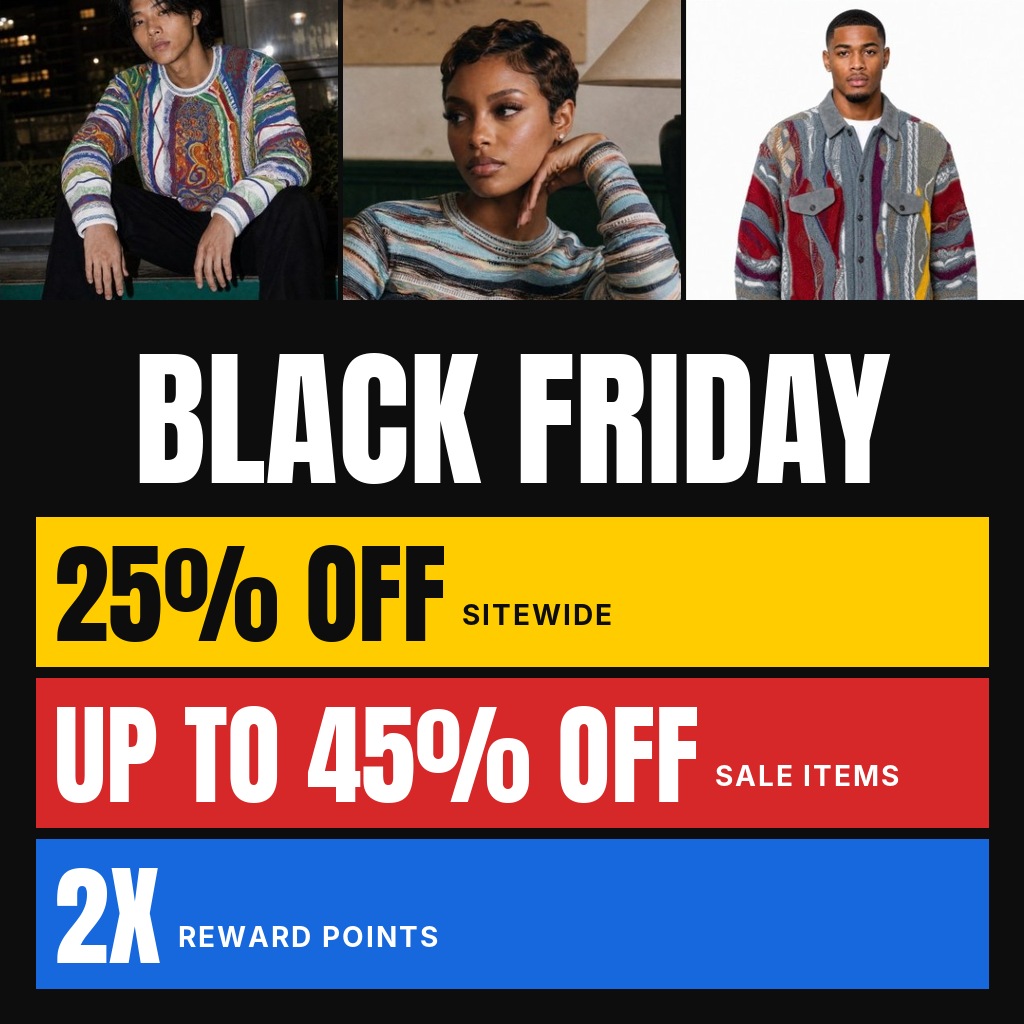 BLACK FRIDAY
25% OFF SITEWIDE
UP TO 45% OFF SALE ITEMS
2X REWARD POINTS